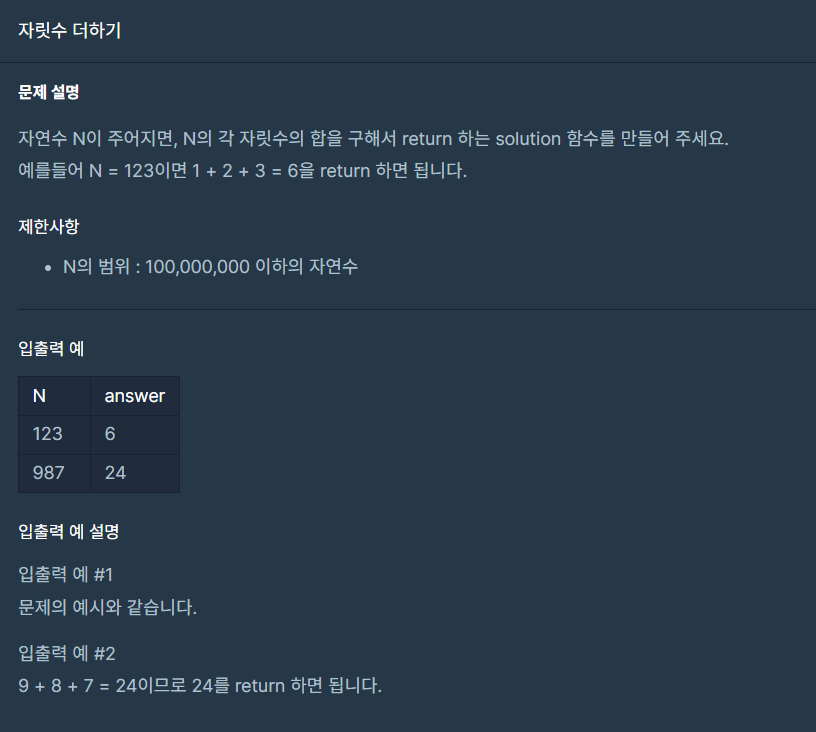 자릿수 더하기
문제 설명
자연수 N이 주어지면, N의 각 자릿수의 합을 구해서 return 하는 solution 함수를 만들어 주세요.
예를들어 N = 123이면 1 + 2 + 3 = 6을 return 하면 됩니다.
제한사항
• N의 범위 : 100,000,000 이하의 자연수
입출력 예
N answer
123 6
987 24
입출력 예 설명
입출력 예 #1
문제의 예시와 같습니다.
입출력 예 #2
9 + 8 + 7 = 24이므로 24를 return 하면 됩니다.